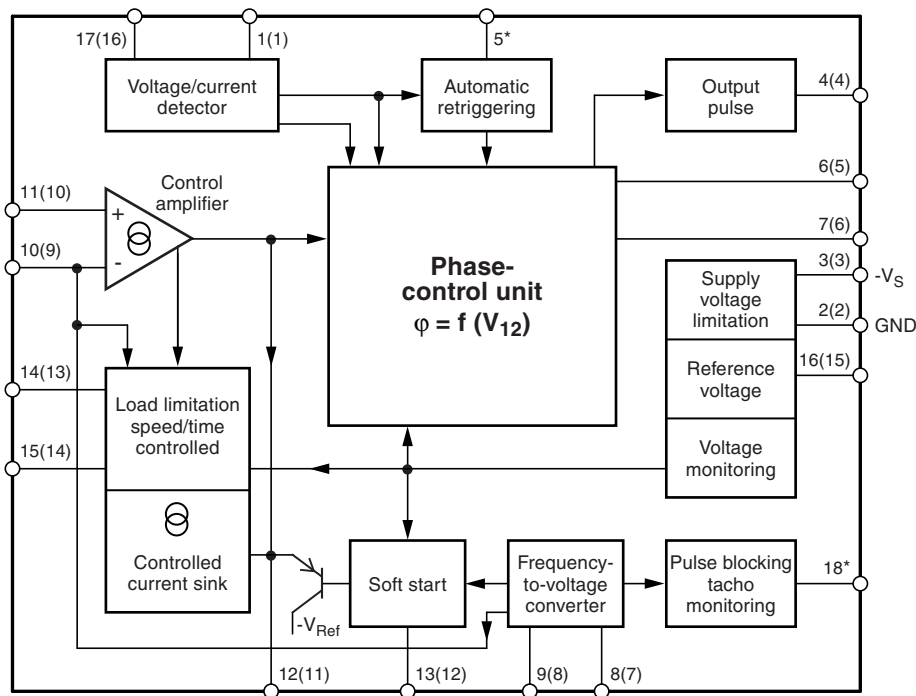 17(16)
1(1)
5*
Voltage/current
detector
Automatic
retriggering
Output
pulse
4(4)
11(10)
Control
amplifier
+
-
10(9)
6(5)
7(6)
Phase-
control unit
φ = f (V12)
Supply
voltage
limitation
3(3)
-VS
2(2)
GND
Reference
voltage
16(15)
Voltage
monitoring
14(13)
15(14)
Load limitation
speed/time
controlled
Controlled
current sink
-VRef
Soft start
Frequency-
to-voltage
converter
Pulse blocking
tacho
monitoring
18*
12(11)
13(12)
9(8)
8(7)